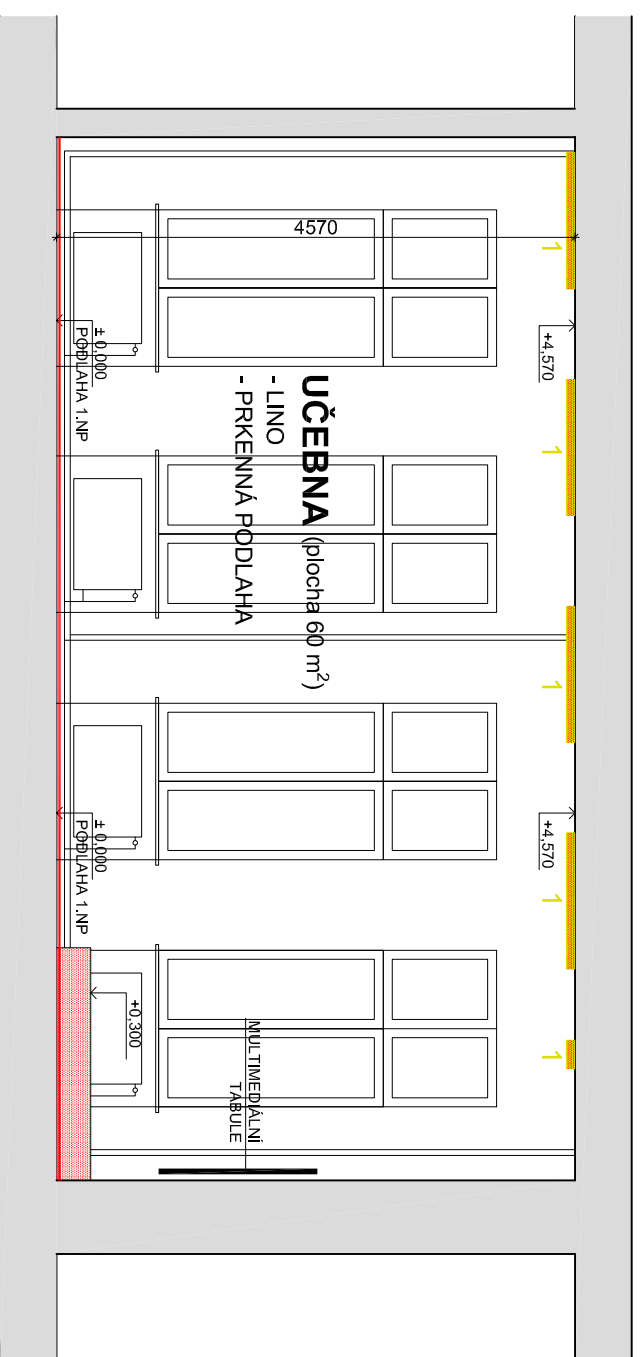 4570
1
1
1
1
1
+4,570
+4,570
UČEBNA (plocha 60 m²)
- LINO
- PRKENNÁ PODLAHA
± 0,000
PODLAHA 1.NP
± 0,000
PODLAHA 1.NP
+0,300
MULTIMEDIÁLNÍ
TABULE